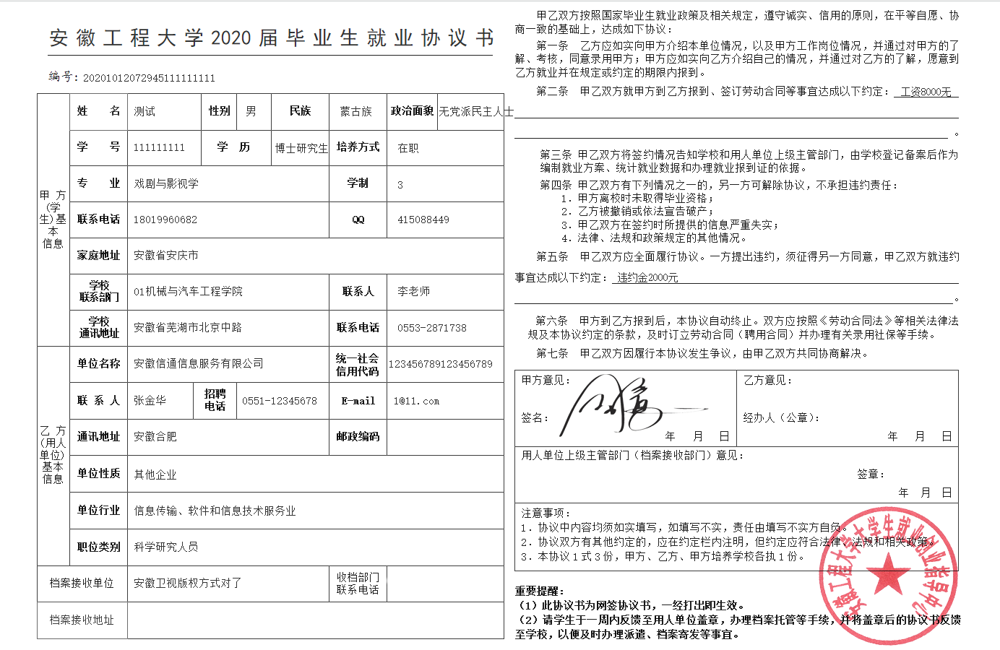 安徽工程大学2020届毕业生就业协议书
编号：20201012072945111111111
甲方(学生)基本信息
姓 名 测试 性别 男 民族 蒙古族 政治面貌 无党派民主人士
学 号 111111111 学 历 博士研究生 培养方式 在职
专 业 戏剧与影视学 学制 3
联系电话 18019960682 QQ 415088449
家庭地址 安徽省安庆市
学校联系部门 01机械与汽车工程学院 联系人 李老师
学校通讯地址 安徽省芜湖市北京中路 联系电话 0553-2871738
乙方(用人单位)基本信息
单位名称 安徽信通信息服务有限公司 统一社会信用代码 123456789123456789
联系人 张金华 招聘电话 0551-12345678 E-mail 1@11.com
通讯地址 安徽合肥 邮政编码
单位性质 其他企业
单位行业 信息传输、软件和信息技术服务业
职位类别 科学研究人员
档案接收单位 安徽卫视版权方式对了 收档部门联系电话
档案接收地址
甲乙双方按照国家毕业生就业政策及相关规定，遵守诚实、信用的原则，在平等自愿、协
商一致的基础上，达成如下协议：
第一条 乙方应如实向甲方介绍本单位情况，以及甲方工作岗位情况，并通过对甲方的了
解、考核，同意录用甲方；甲方应如实向乙方介绍自己的情况，并通过对乙方的了解，愿意到
乙方就业并在规定或约定的期限内报到。
第二条 甲乙双方就甲方到乙方报到、签订劳动合同等事宜达成以下约定： 工资8000元
。
第三条 甲乙双方将签约情况告知学校和用人单位上级主管部门，由学校登记备案后作为
编制就业方案、统计就业数据和办理就业报到证的依据。
第四条 甲乙双方有下列情况之一的，另一方可解除协议，不承担违约责任：
1. 甲方离校时未取得毕业资格；
2. 乙方被撤销或依法宣告破产；
3. 甲乙双方在签约时所提供的信息严重失实；
4. 法律、法规和政策规定的其他情况。
第五条 甲乙双方应全面履行协议。一方提出违约，须征得另一方同意，甲乙双方就违约
事宜达成以下约定： 违约金2000元
。
第六条 甲方到乙方报到后，本协议自动终止。双方应按照《劳动合同法》等相关法律法
规及本协议约定的条款，及时订立劳动合同（聘用合同）并办理有关录用社保等手续。
第七条 甲乙双方因履行本协议发生争议，由甲乙双方共同协商解决。
甲方意见： 乙方意见：
签名： 经办人（公章）：
年 月 日 年 月 日
用人单位上级主管部门（档案接收部门）意见：
签章：
年 月 日
注意事项：
1．协议中内容均须如实填写，如填写不实，责任由填写不实方自负。
2．协议双方有其他约定的，应在约定栏内注明，但约定应符合法律、法规和相关政策。
3．本协议1式3份，甲方、乙方、甲方培养学校各执1份。
安徽工程大学大学生就业创业指导中心
重要提醒：
（1）此协议书为网签协议书，一经打出即生效。
（2）请学生于一周内反馈至用人单位盖章，办理档案托管等手续，并将盖章后的协议书反馈
至学校，以便及时办理派遣、档案寄发等事宜。